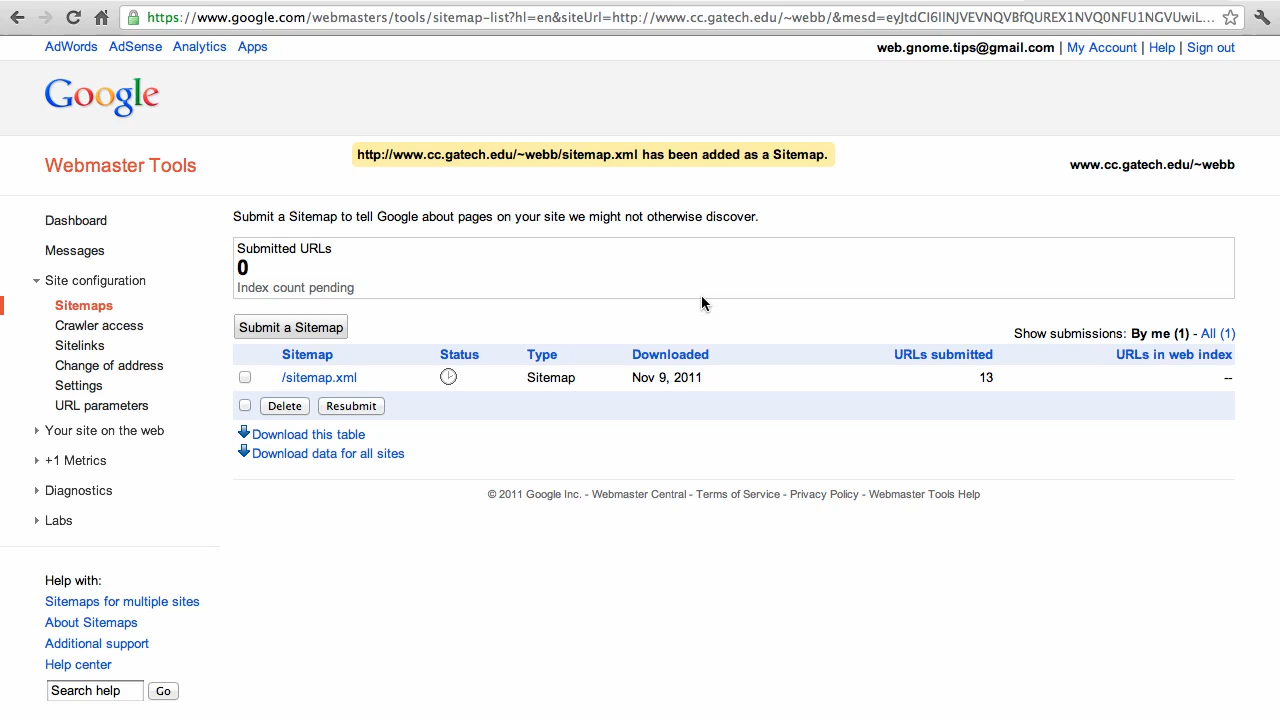 https://www.google.com/webmasters/tools/sitemap-list?hl=en&siteUrl=http://www.cc.gatech.edu/~webb/&mesd=eyJtdCI6IlNJVEVNQVBfQUREX1NVQ0NFU1NGVUwiL...
AdWords AdSense Analytics Apps
web.gnome.tips@gmail.com | My Account | Help | Sign out
Google
Webmaster Tools
http://www.cc.gatech.edu/~webb/sitemap.xml has been added as a Sitemap.
www.cc.gatech.edu/~webb
Dashboard
Messages
Site configuration
Sitemaps
Crawler access
Sitelinks
Change of address
Settings
URL parameters
Your site on the web
+1 Metrics
Diagnostics
Labs
Help with:
Sitemaps for multiple sites
About Sitemaps
Additional support
Help center
Search help Go
Submit a Sitemap to tell Google about pages on your site we might not otherwise discover.
Submitted URLs
0
Index count pending
Submit a Sitemap
Show submissions: By me (1) - All (1)
Sitemap Status Type Downloaded URLs submitted URLs in web index
/sitemap.xml Sitemap Nov 9, 2011 13 --
Delete Resubmit
Download this table
Download data for all sites
© 2011 Google Inc. - Webmaster Central - Terms of Service - Privacy Policy - Webmaster Tools Help